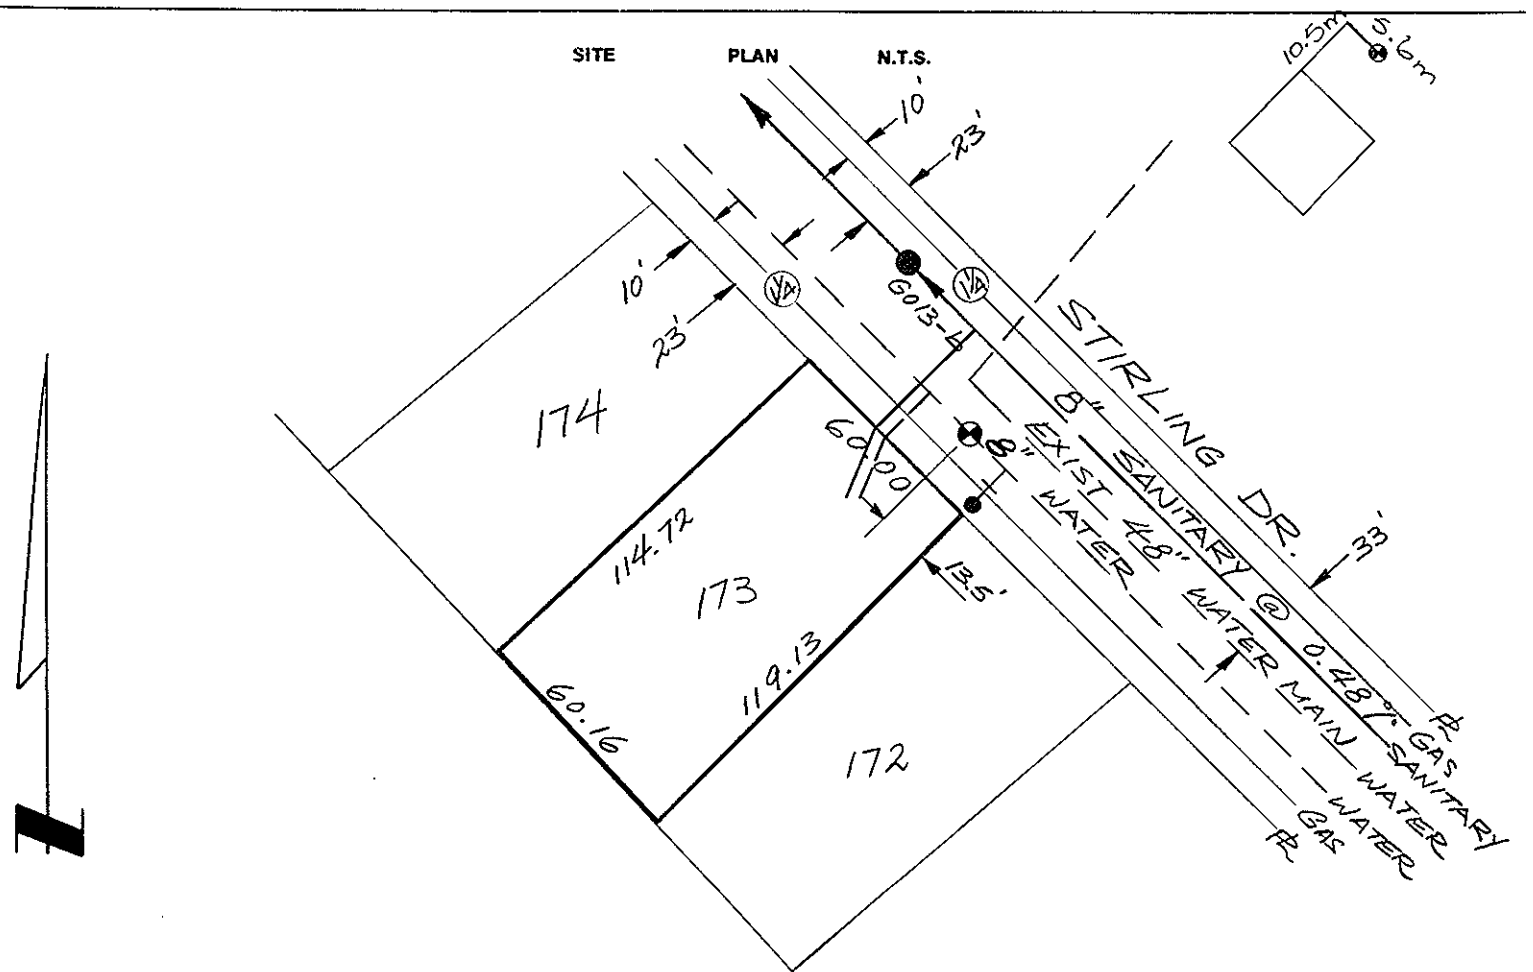 SITE PLAN N.T.S.
10.5m
5.6m
10'
23'
10'
23'
G013-
STIRLING DR.
8" SANITARY @ 0.48%
EXIST 48" WATER MAIN
8" WATER
33'
174
60.00
114.72
173
13.5'
119.13
60.16
172
GAS
SANITARY
WATER
WATER
GAS